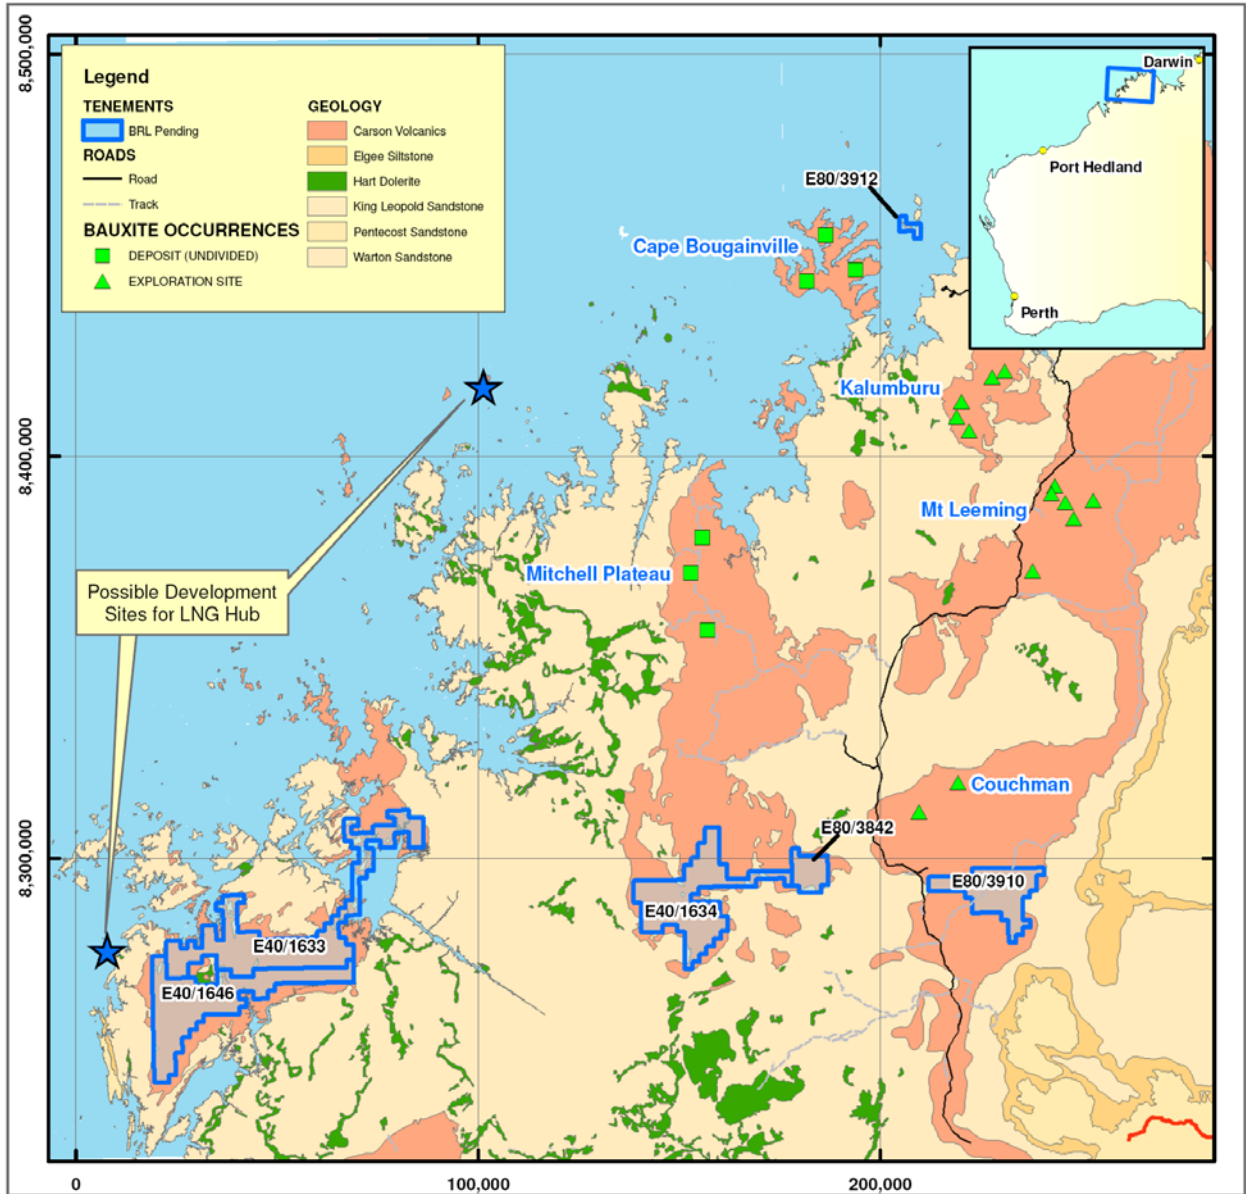 8,500,000
8,400,000
8,300,000
Legend
TENEMENTS
BRL Pending
ROADS
Road
Track
BAUXITE OCCURRENCES
DEPOSIT (UNDIVIDED)
EXPLORATION SITE
GEOLOGY
Carson Volcanics
Elgee Siltstone
Hart Dolerite
King Leopold Sandstone
Pentecost Sandstone
Warton Sandstone
Darwin
Port Hedland
Perth
E80/3912
Cape Bougainville
Kalumburu
Mt Leeming
Mitchell Plateau
Possible Development
Sites for LNG Hub
Couchman
E80/3842
E80/3910
E40/1634
E40/1633
E40/1646
0
100,000
200,000